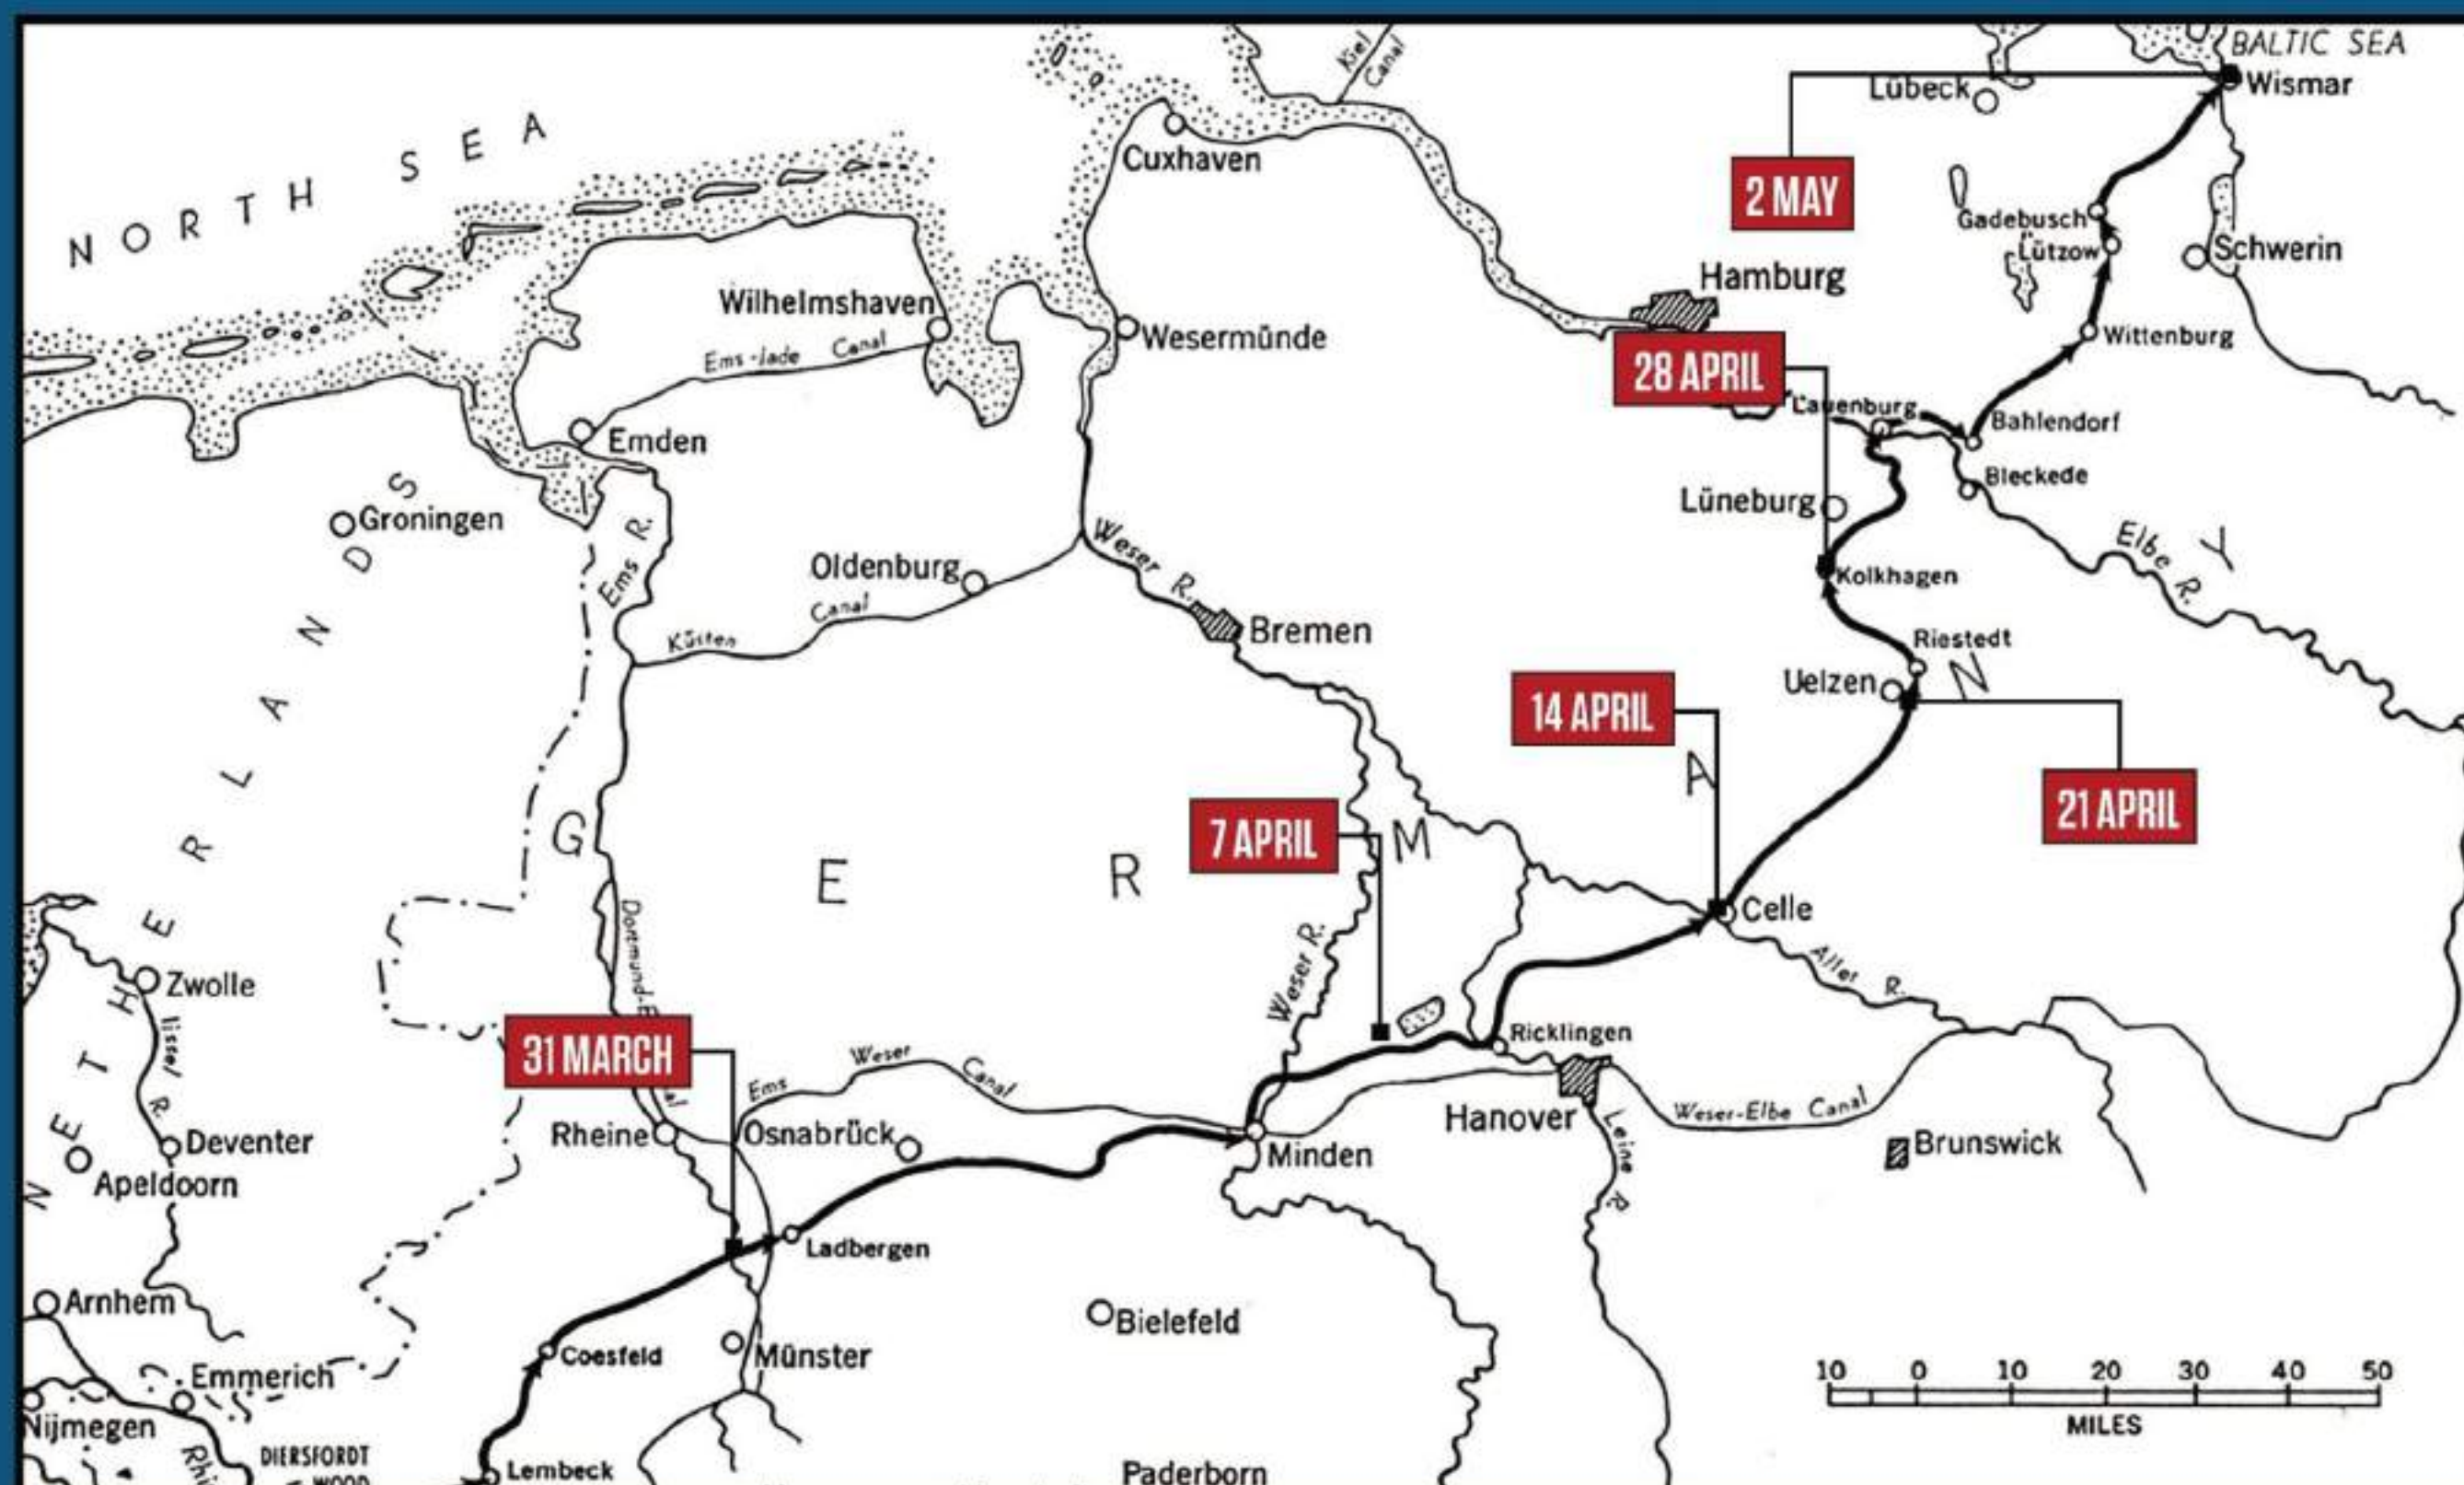 BALTIC SEA
Kiel
Canal
Wismar
Lübeck
NORTH SEA
Cuxhaven
2 MAY
Gadebusch
Lützow
Schwerin
Hamburg
Wilhelmshaven
Wesermünde
Ems-Jade Canal
Wittenburg
28 APRIL
Lauenburg
Bahlendorf
Emden
Bleckede
Lüneburg
Groningen
Ems R.
Weser R.
Elbe R.
Oldenburg
Kolkhagen
Küsten Canal
Bremen
Riestedt
Uelzen
14 APRIL
21 APRIL
7 APRIL
GERMANY
NETHERLANDS
Celle
Aller R.
Weser R.
Zwolle
Iissel R.
31 MARCH
Ricklingen
Ems Weser Canal
Hanover
Weser-Elbe Canal
Leine R.
Brunswick
Rheine
Osnabrück
Minden
Deventer
Apeldoorn
Ladbergen
Arnhem
Bielefeld
Coesfeld
Münster
Emmerich
Nijmegen
10 0 10 20 30 40 50
MILES
DIERSFORDT
WOOD
Lembeck
Paderborn